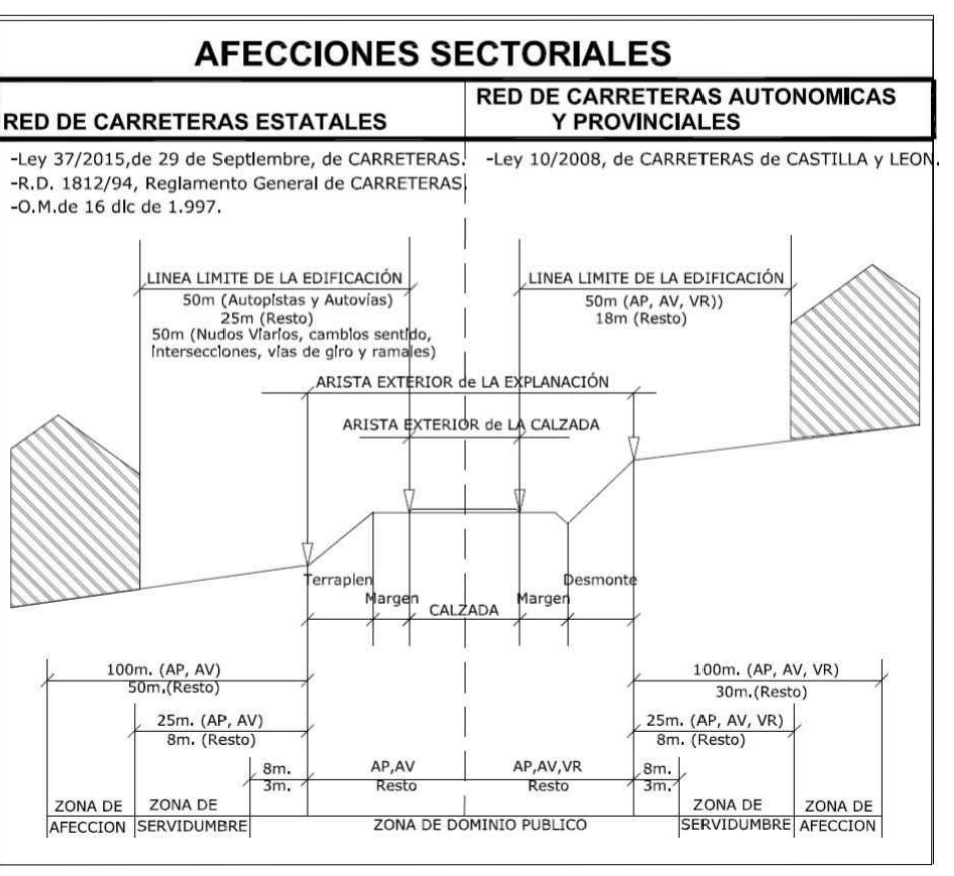 AFECCIONES SECTORIALES
RED DE CARRETERAS ESTATALES
RED DE CARRETERAS AUTONOMICAS
Y PROVINCIALES
-Ley 37/2015,de 29 de Septiembre, de CARRETERAS.
-R.D. 1812/94, Reglamento General de CARRETERAS
-O.M.de 16 dic de 1.997.
-Ley 10/2008, de CARRETERAS de CASTILLA y LEON.
LINEA LIMITE DE LA EDIFICACIÓN
50m (Autopistas y Autovías)
25m (Resto)
50m (Nudos Viarios, cambios sentido,
intersecciones, vias de giro y ramales)
LINEA LIMITE DE LA EDIFICACIÓN
50m (AP, AV, VR))
18m (Resto)
ARISTA EXTERIOR de LA EXPLANACIÓN
ARISTA EXTERIOR de LA CALZADA
Terraplen
Margen
CALZADA
Margen
Desmonte
100m. (AP, AV)
50m.(Resto)
25m. (AP, AV)
8m. (Resto)
8m.
3m.
AP,AV
Resto
AP,AV,VR
Resto
8m.
3m.
100m. (AP, AV, VR)
30m.(Resto)
25m. (AP, AV, VR)
8m. (Resto)
ZONA DE
AFECCION
ZONA DE
SERVIDUMBRE
ZONA DE DOMINIO PUBLICO
ZONA DE
SERVIDUMBRE
ZONA DE
AFECCION